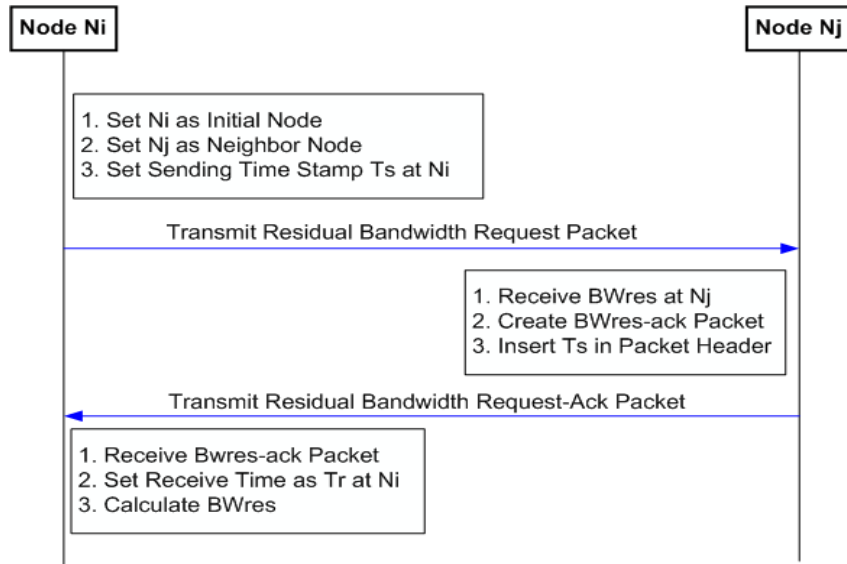 Node Ni
Node Nj
1. Set Ni as Initial Node
2. Set Nj as Neighbor Node
3. Set Sending Time Stamp Ts at Ni
Transmit Residual Bandwidth Request Packet
1. Receive BWres at Nj
2. Create BWres-ack Packet
3. Insert Ts in Packet Header
Transmit Residual Bandwidth Request-Ack Packet
1. Receive Bwres-ack Packet
2. Set Receive Time as Tr at Ni
3. Calculate BWres